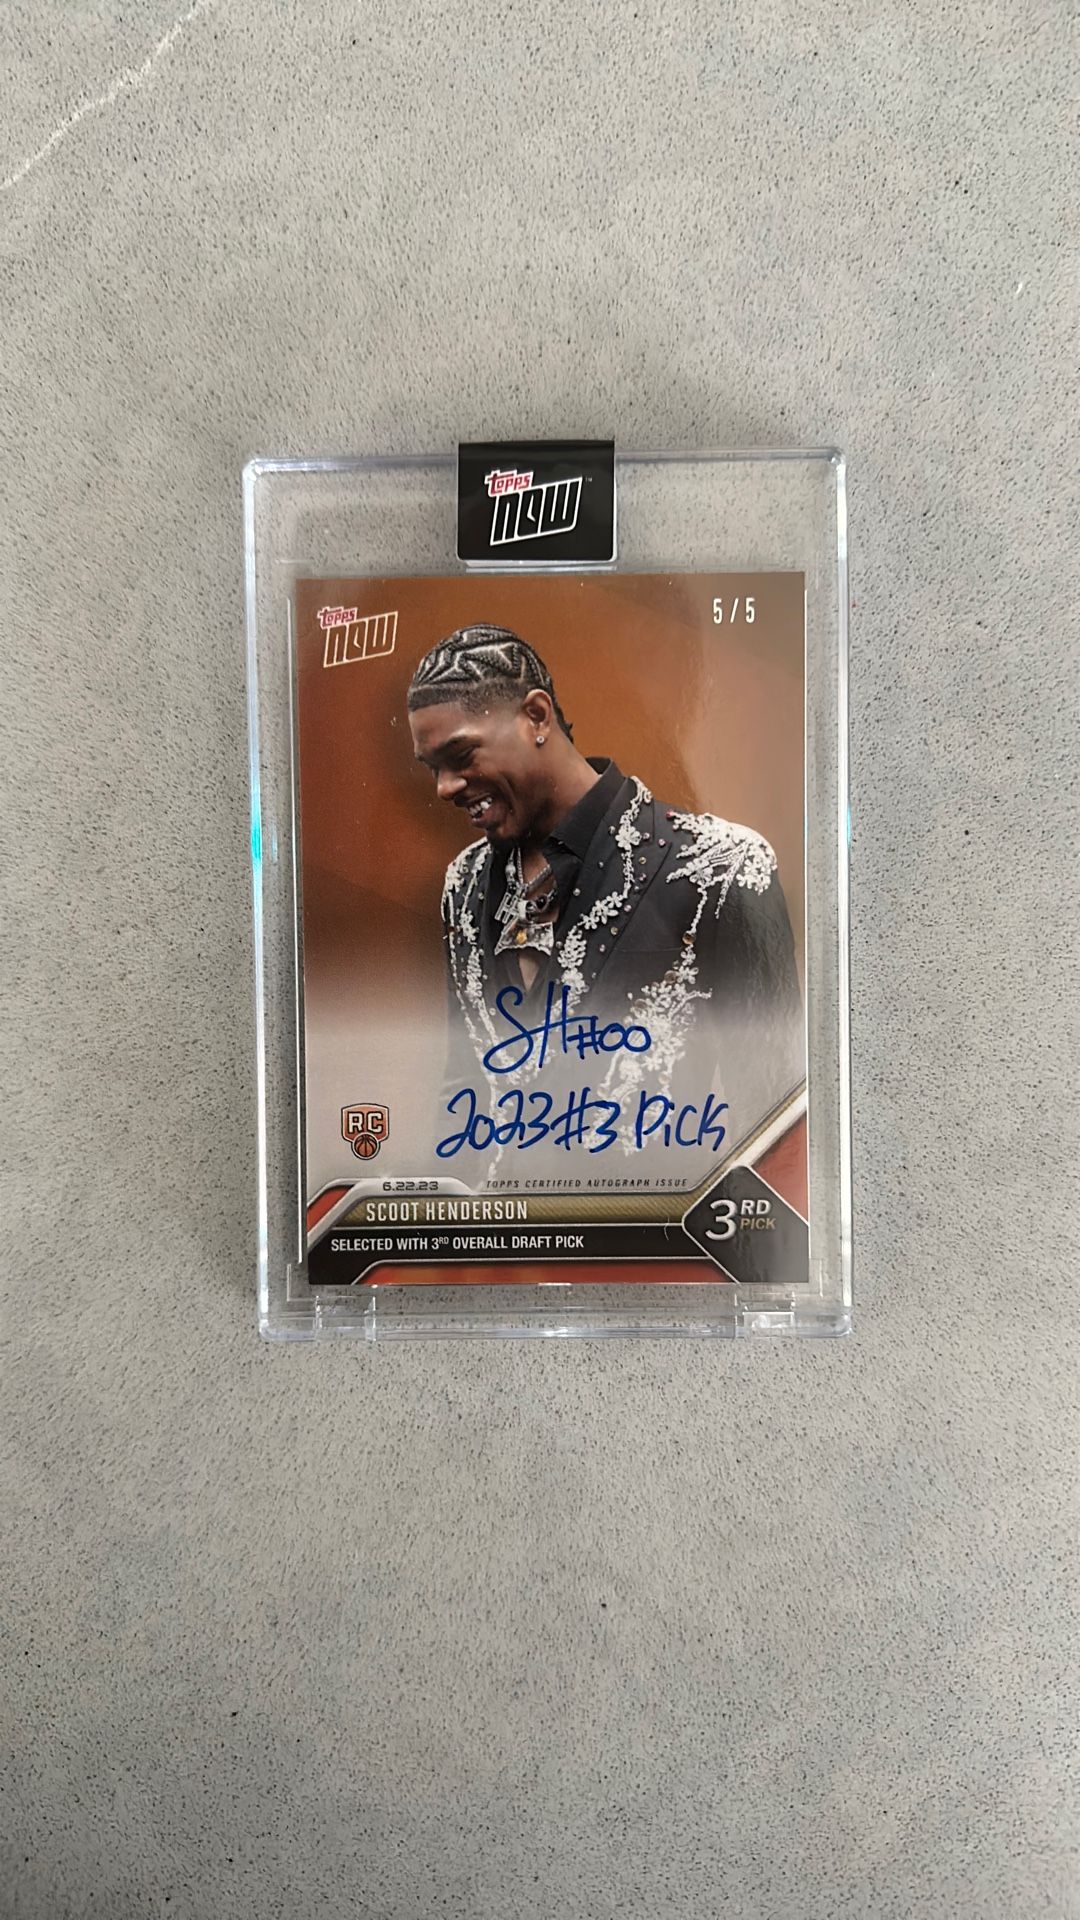 topps
now™
topps
now
5/5
SH#00
2023 #3 Pick
RC
6.22.23
TOPPS CERTIFIED AUTOGRAPH ISSUE
SCOOT HENDERSON
SELECTED WITH 3RD OVERALL DRAFT PICK
3RD
PICK